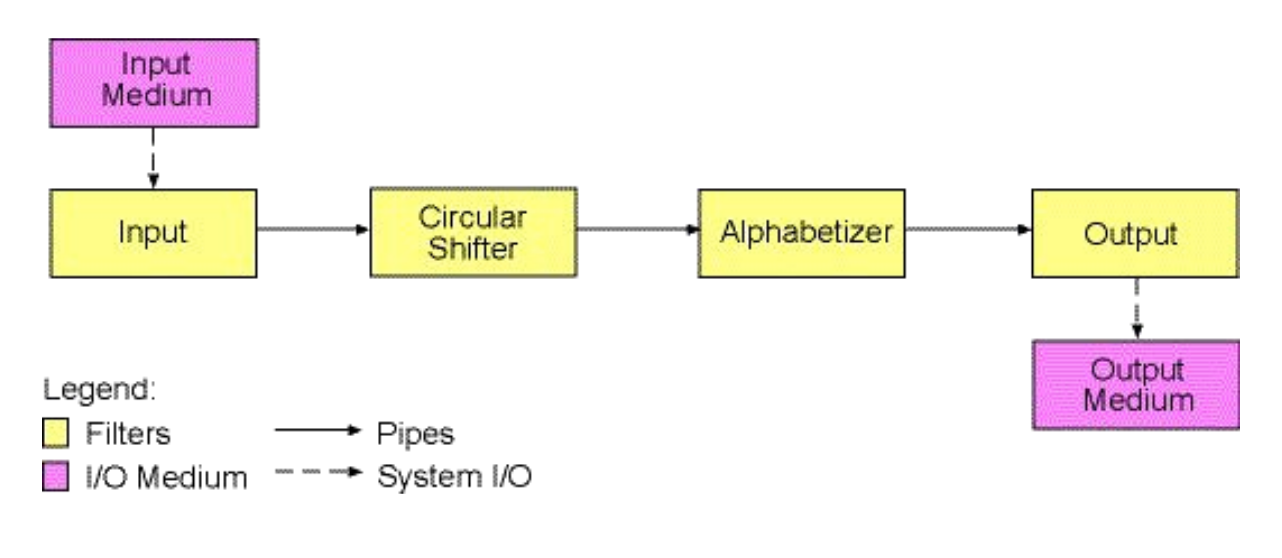 Input
Medium
Input
Circular
Shifter
Alphabetizer
Output
Output
Medium
Legend:
Filters
Pipes
I/O Medium
System I/O